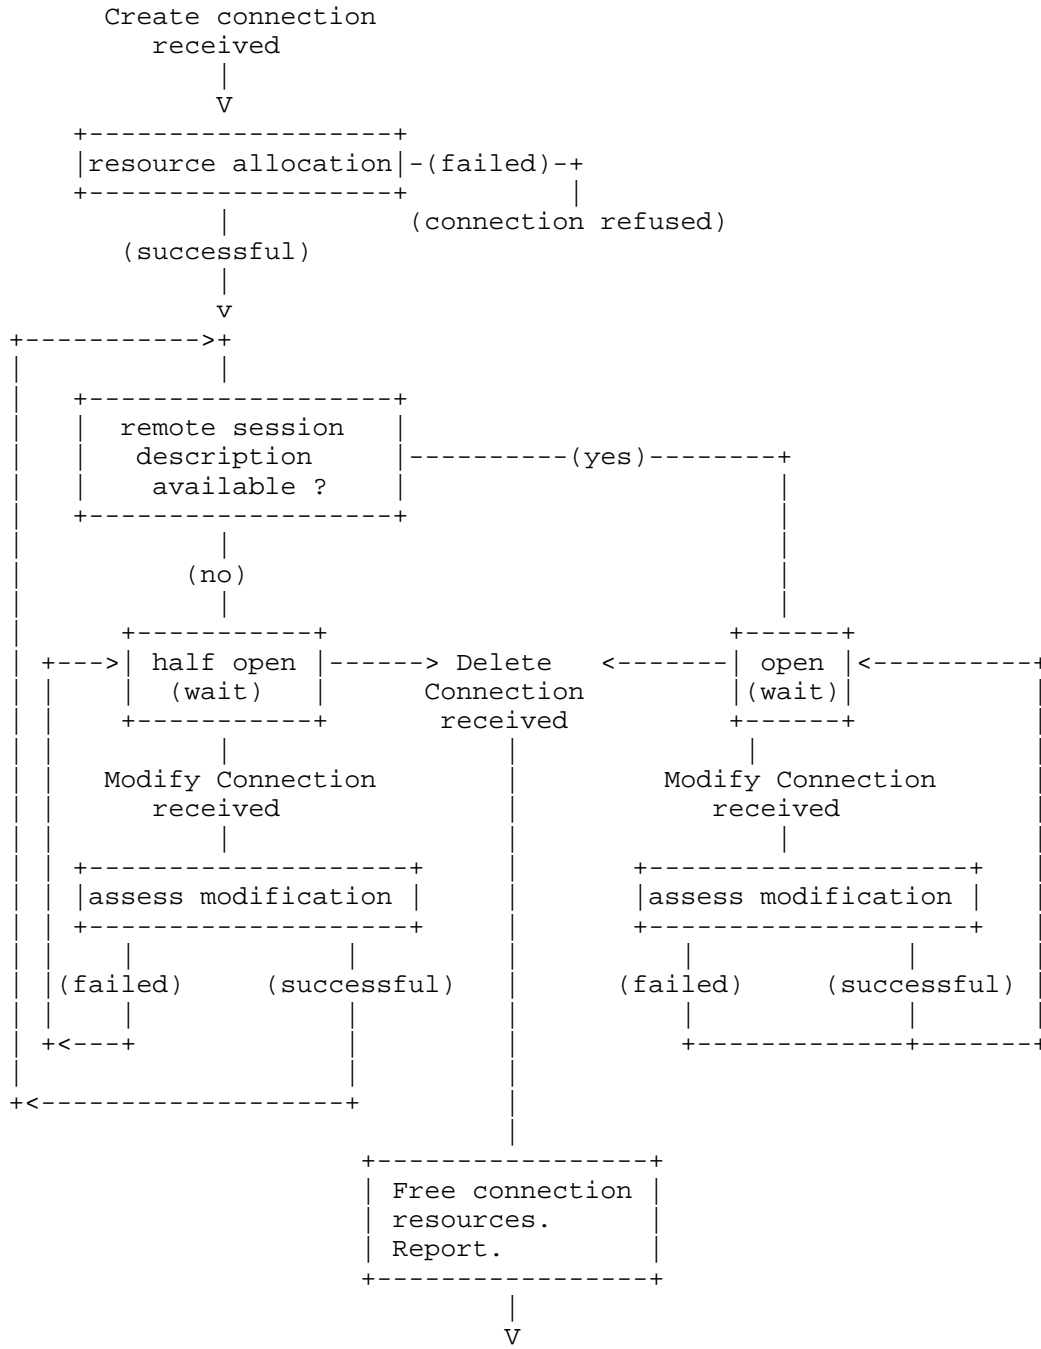 Create connection
received
V
resource allocation -(failed)-+
(connection refused)
(successful)
v
remote session
description (yes)
available ?
(no)
half open Delete open
(wait) Connection (wait)
received
Modify Connection Modify Connection
received received
assess modification assess modification
(failed) (successful) (failed) (successful)
Free connection
resources.
Report.
V